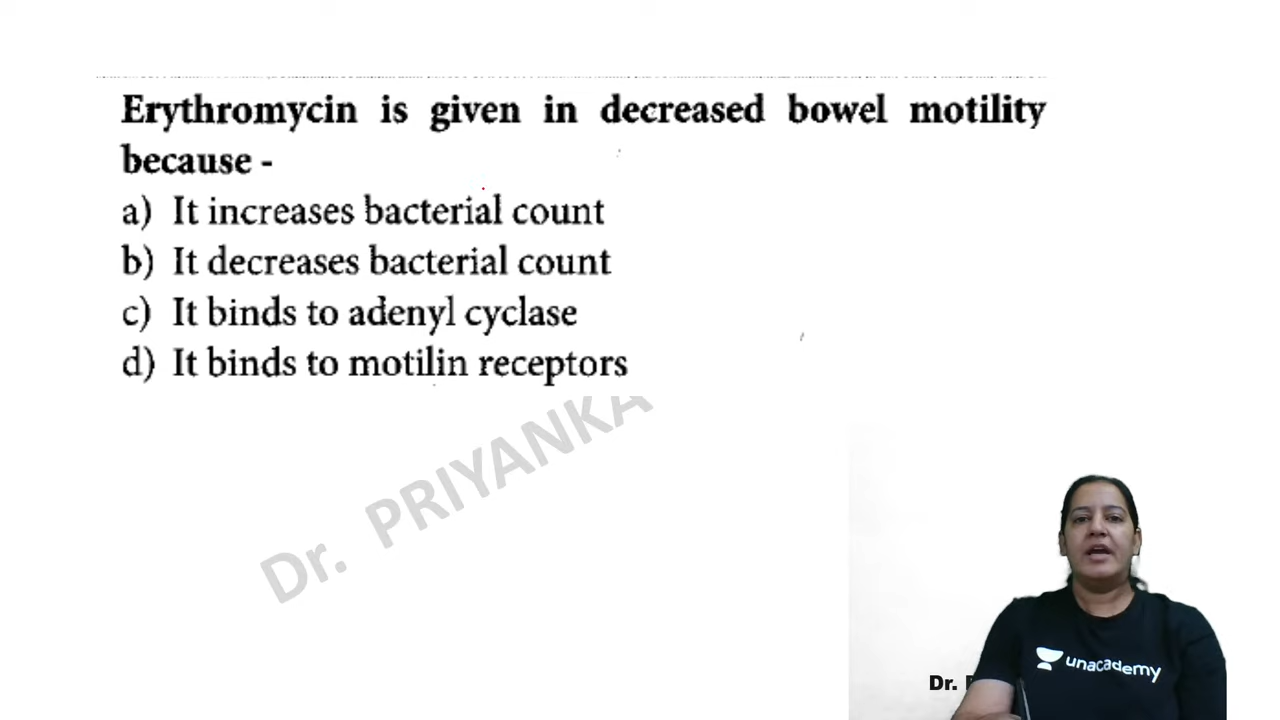 Erythromycin is given in decreased bowel motility
because -
a) It increases bacterial count
b) It decreases bacterial count
c) It binds to adenyl cyclase
d) It binds to motilin receptors
Dr. PRIYANKA
unacademy
Dr.